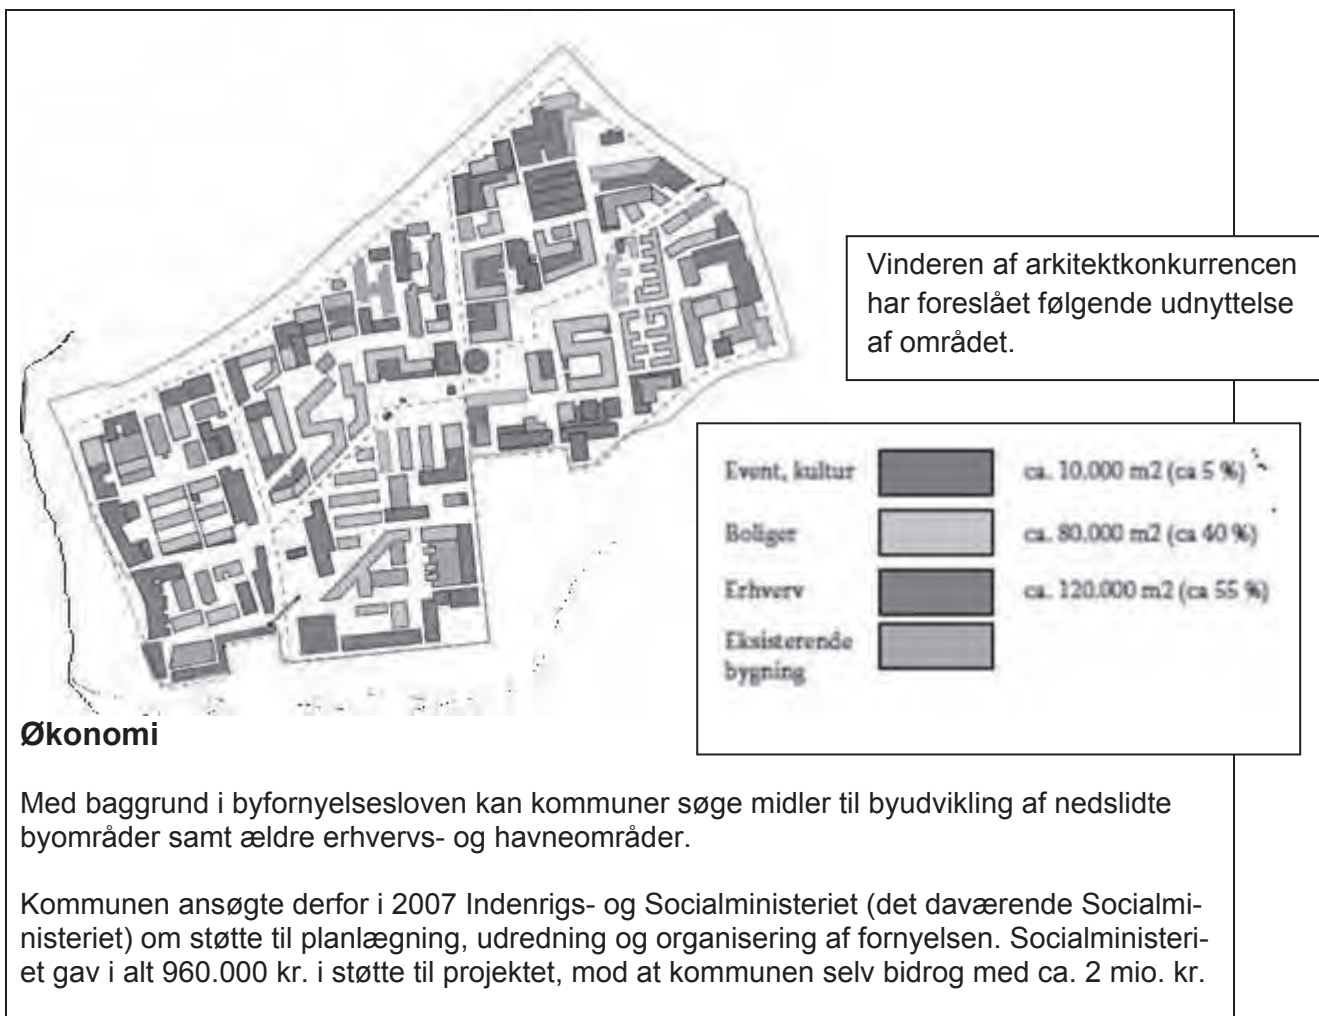 Vinderen af arkitektkonkurrencen
har foreslået følgende udnyttelse
af området.
Event, kultur ca. 10.000 m2 (ca 5 %)
Boliger ca. 80.000 m2 (ca 40 %)
Erhverv ca. 120.000 m2 (ca 55 %)
Eksisterende
bygning
Økonomi
Med baggrund i byfornyelsesloven kan kommuner søge midler til byudvikling af nedslidte
byområder samt ældre erhvervs- og havneområder.
Kommunen ansøgte derfor i 2007 Indenrigs- og Socialministeriet (det daværende Socialmi-
nisteriet) om støtte til planlægning, udredning og organisering af fornyelsen. Socialministeri-
et gav i alt 960.000 kr. i støtte til projektet, mod at kommunen selv bidrog med ca. 2 mio. kr.